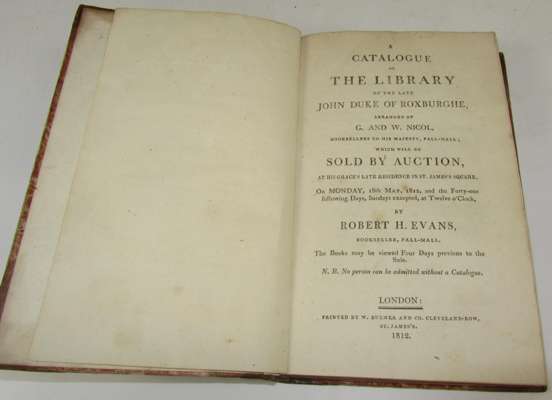 A
CATALOGUE
OF
THE LIBRARY
OF THE LATE
JOHN DUKE OF ROXBURGHE,
ARRANGED BY
G. AND W. NICOL,
BOOKSELLERS TO HIS MAJESTY, PALL-MALL;
WHICH WILL BE
SOLD BY AUCTION,
AT HIS GRACE'S LATE RESIDENCE IN ST. JAMES'S SQUARE,
On MONDAY, 18th May, 1812, and the Forty-one
following Days, Sundays excepted, at Twelve o'Clock,
BY
ROBERT H. EVANS,
BOOKSELLER, PALL-MALL.
The Books may be viewed Four Days previous to the
Sale.
N. B. No person can be admitted without a Catalogue.
LONDON:
PRINTED BY W. BULMER AND CO. CLEVELAND-ROW,
ST. JAMES'S.
1812.